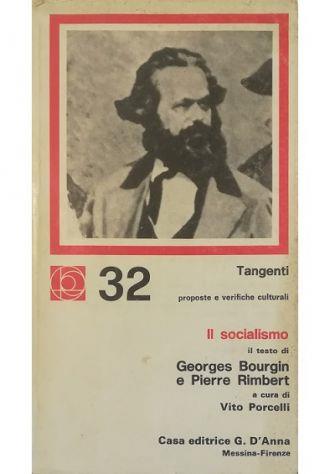 32
Tangenti
proposte e verifiche culturali
Il socialismo
il testo di
Georges Bourgin
e Pierre Rimbert
a cura di
Vito Porcelli
Casa editrice G. D'Anna
Messina-Firenze